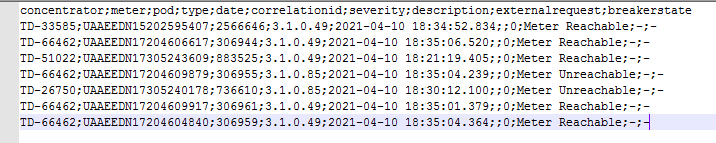 concentrator;meter;pod;type;date;correlationid;severity;description;externalrequest;breakerstate
TD-33585;UAAEEDN15202595407;2566646;3.1.0.49;2021-04-10 18:34:52.834;;0;Meter Reachable;-;-
TD-66462;UAAEEDN17204606617;306944;3.1.0.49;2021-04-10 18:35:06.520;;0;Meter Reachable;-;-
TD-51022;UAAEEDN17305243609;883525;3.1.0.49;2021-04-10 18:21:19.405;;0;Meter Reachable;-;-
TD-66462;UAAEEDN17204609879;306955;3.1.0.85;2021-04-10 18:35:04.239;;0;Meter Unreachable;-;-
TD-26750;UAAEEDN17305240178;736610;3.1.0.85;2021-04-10 18:30:12.100;;0;Meter Unreachable;-;-
TD-66462;UAAEEDN17204609917;306961;3.1.0.49;2021-04-10 18:35:01.379;;0;Meter Reachable;-;-
TD-66462;UAAEEDN17204604840;306959;3.1.0.49;2021-04-10 18:35:04.364;;0;Meter Reachable;-;-